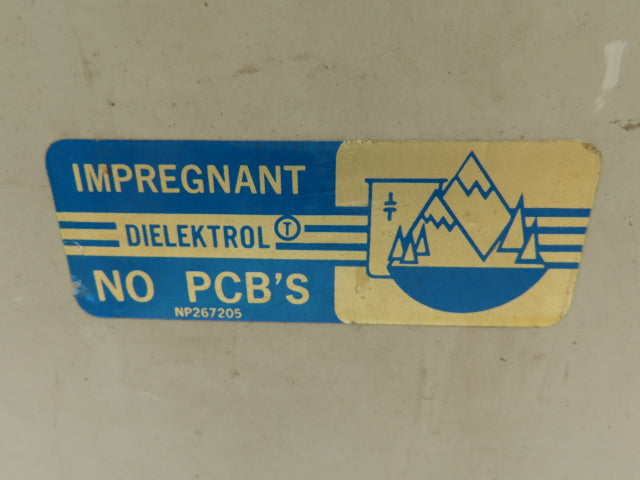 IMPREGNANT
DIELEKTROL Ⓣ
NO PCB'S
NP267205